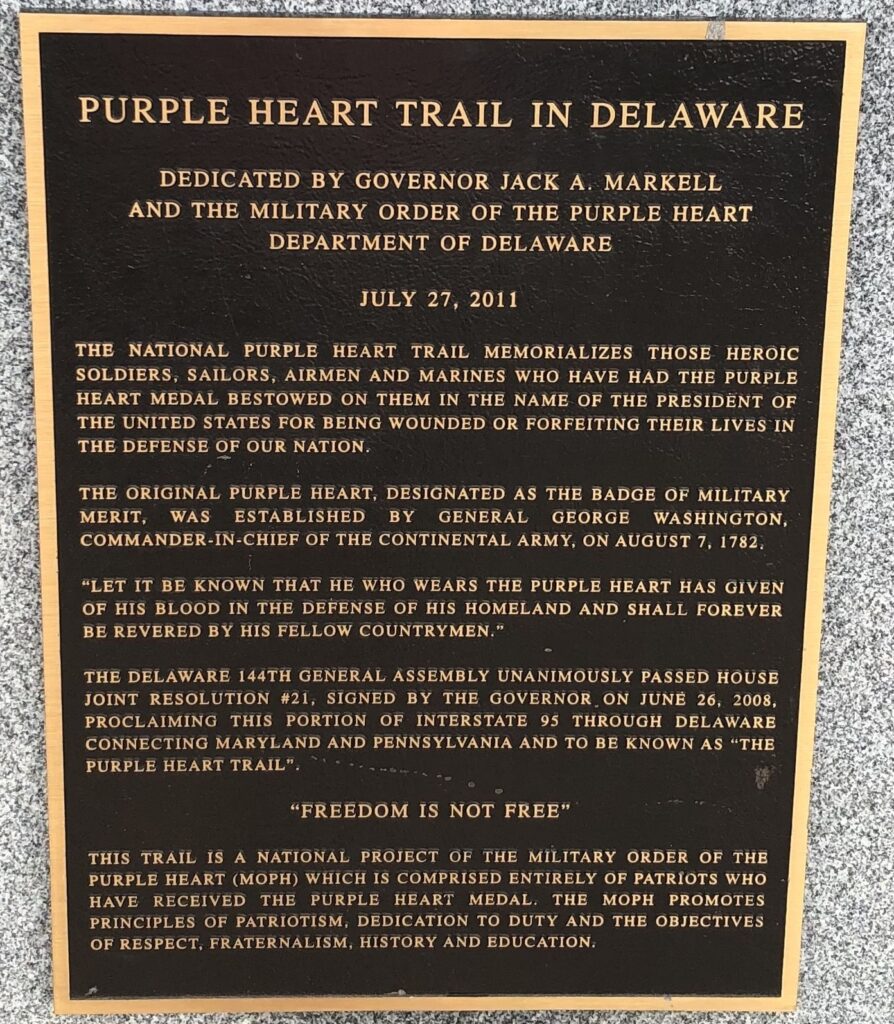 PURPLE HEART TRAIL IN DELAWARE
DEDICATED BY GOVERNOR JACK A. MARKELL
AND THE MILITARY ORDER OF THE PURPLE HEART
DEPARTMENT OF DELAWARE
JULY 27, 2011
THE NATIONAL PURPLE HEART TRAIL MEMORIALIZES THOSE HEROIC
SOLDIERS, SAILORS, AIRMEN AND MARINES WHO HAVE HAD THE PURPLE
HEART MEDAL BESTOWED ON THEM IN THE NAME OF THE PRESIDENT OF
THE UNITED STATES FOR BEING WOUNDED OR FORFEITING THEIR LIVES IN
THE DEFENSE OF OUR NATION.
THE ORIGINAL PURPLE HEART, DESIGNATED AS THE BADGE OF MILITARY
MERIT, WAS ESTABLISHED BY GENERAL GEORGE WASHINGTON,
COMMANDER-IN-CHIEF OF THE CONTINENTAL ARMY, ON AUGUST 7, 1782.
“LET IT BE KNOWN THAT HE WHO WEARS THE PURPLE HEART HAS GIVEN
OF HIS BLOOD IN THE DEFENSE OF HIS HOMELAND AND SHALL FOREVER
BE REVERED BY HIS FELLOW COUNTRYMEN.”
THE DELAWARE 144TH GENERAL ASSEMBLY UNANIMOUSLY PASSED HOUSE
JOINT RESOLUTION #21, SIGNED BY THE GOVERNOR ON JUNE 26, 2008,
PROCLAIMING THIS PORTION OF INTERSTATE 95 THROUGH DELAWARE
CONNECTING MARYLAND AND PENNSYLVANIA AND TO BE KNOWN AS “THE
PURPLE HEART TRAIL”.
“FREEDOM IS NOT FREE”
THIS TRAIL IS A NATIONAL PROJECT OF THE MILITARY ORDER OF THE
PURPLE HEART (MOPH) WHICH IS COMPRISED ENTIRELY OF PATRIOTS WHO
HAVE RECEIVED THE PURPLE HEART MEDAL. THE MOPH PROMOTES
PRINCIPLES OF PATRIOTISM, DEDICATION TO DUTY AND THE OBJECTIVES
OF RESPECT, FRATERNALISM, HISTORY AND EDUCATION.